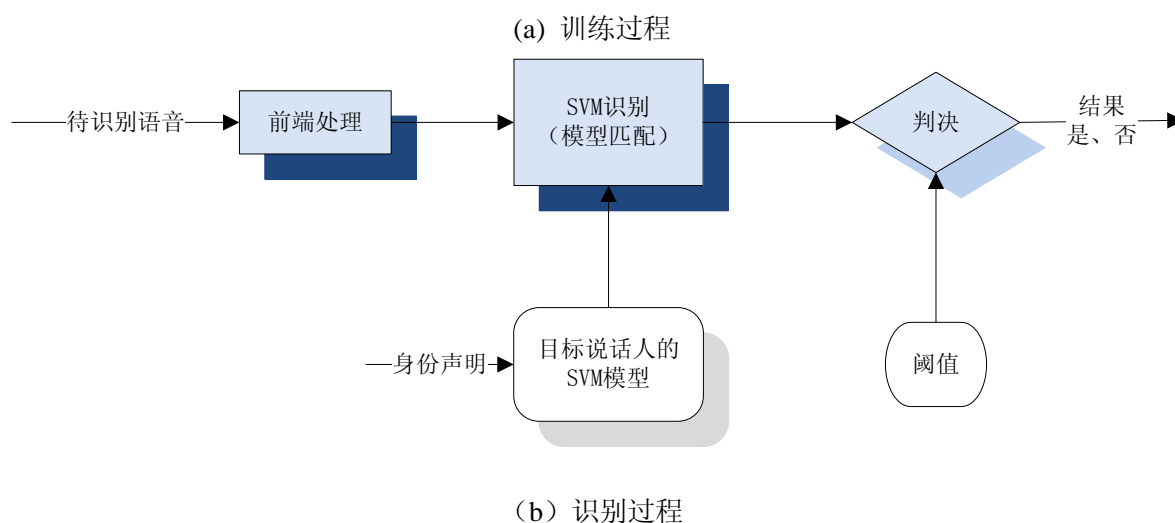 (a) 训练过程
待识别语音
前端处理
SVM识别
（模型匹配）
判决
结果
是、否
身份声明
目标说话人的
SVM模型
阈值
（b）识别过程